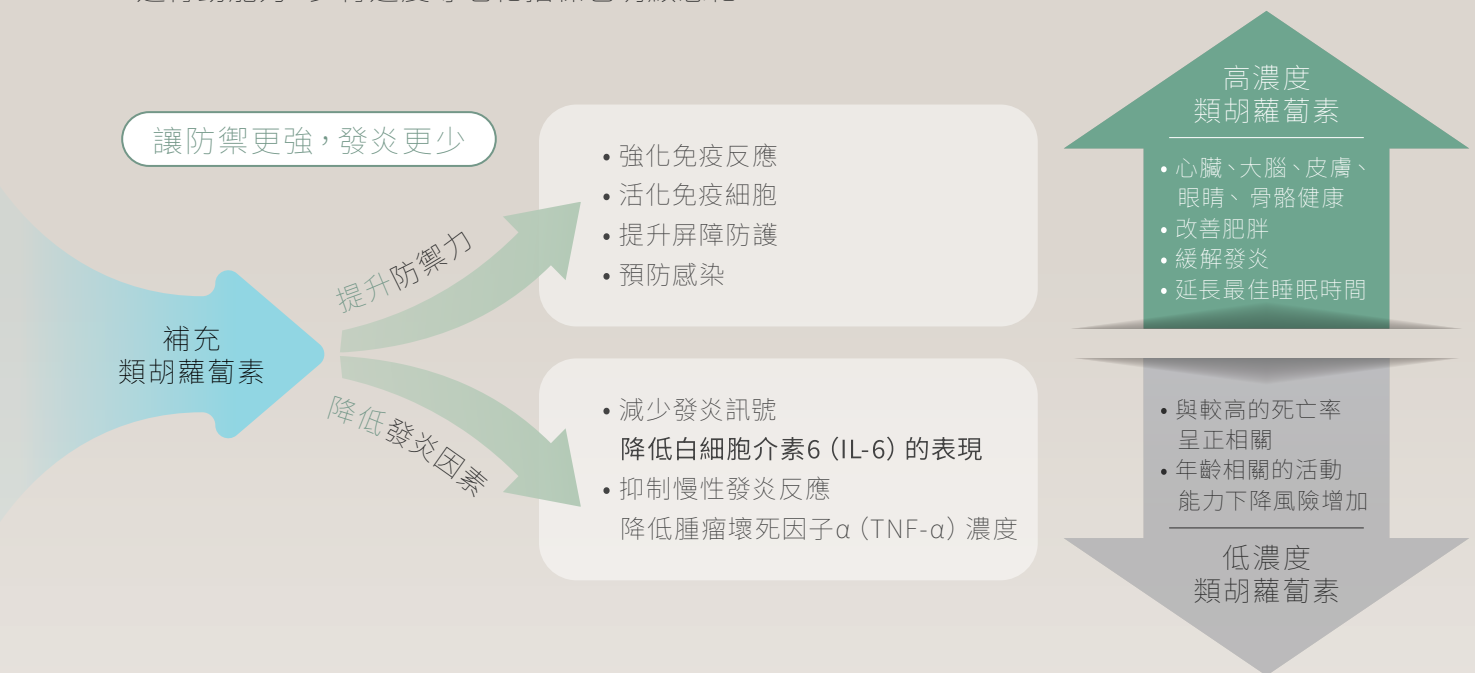 讓防禦更強，發炎更少
補充
類胡蘿蔔素
提升防禦力
• 強化免疫反應
• 活化免疫細胞
• 提升屏障防護
• 預防感染
降低發炎因素
• 減少發炎訊號
降低白細胞介素6（IL-6）的表現
• 抑制慢性發炎反應
降低腫瘤壞死因子α（TNF-α）濃度
高濃度
類胡蘿蔔素
• 心臟、大腦、皮膚、
眼睛、骨骼健康
• 改善肥胖
• 緩解發炎
• 延長最佳睡眠時間
• 與較高的死亡率
呈正相關
• 年齡相關的活動
能力下降風險增加
低濃度
類胡蘿蔔素